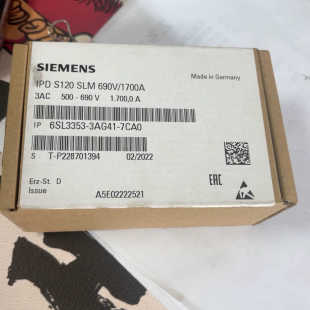 SIEMENS
Made in Germany
IPD S120 SLM 690V/1700A
3AC 500 - 690 V 1.700,0 A
1P 6SL3353-3AG41-7CA0
S T-P228701394 02/2022
EAC
Erz-St. D
Issue
A5E02222521